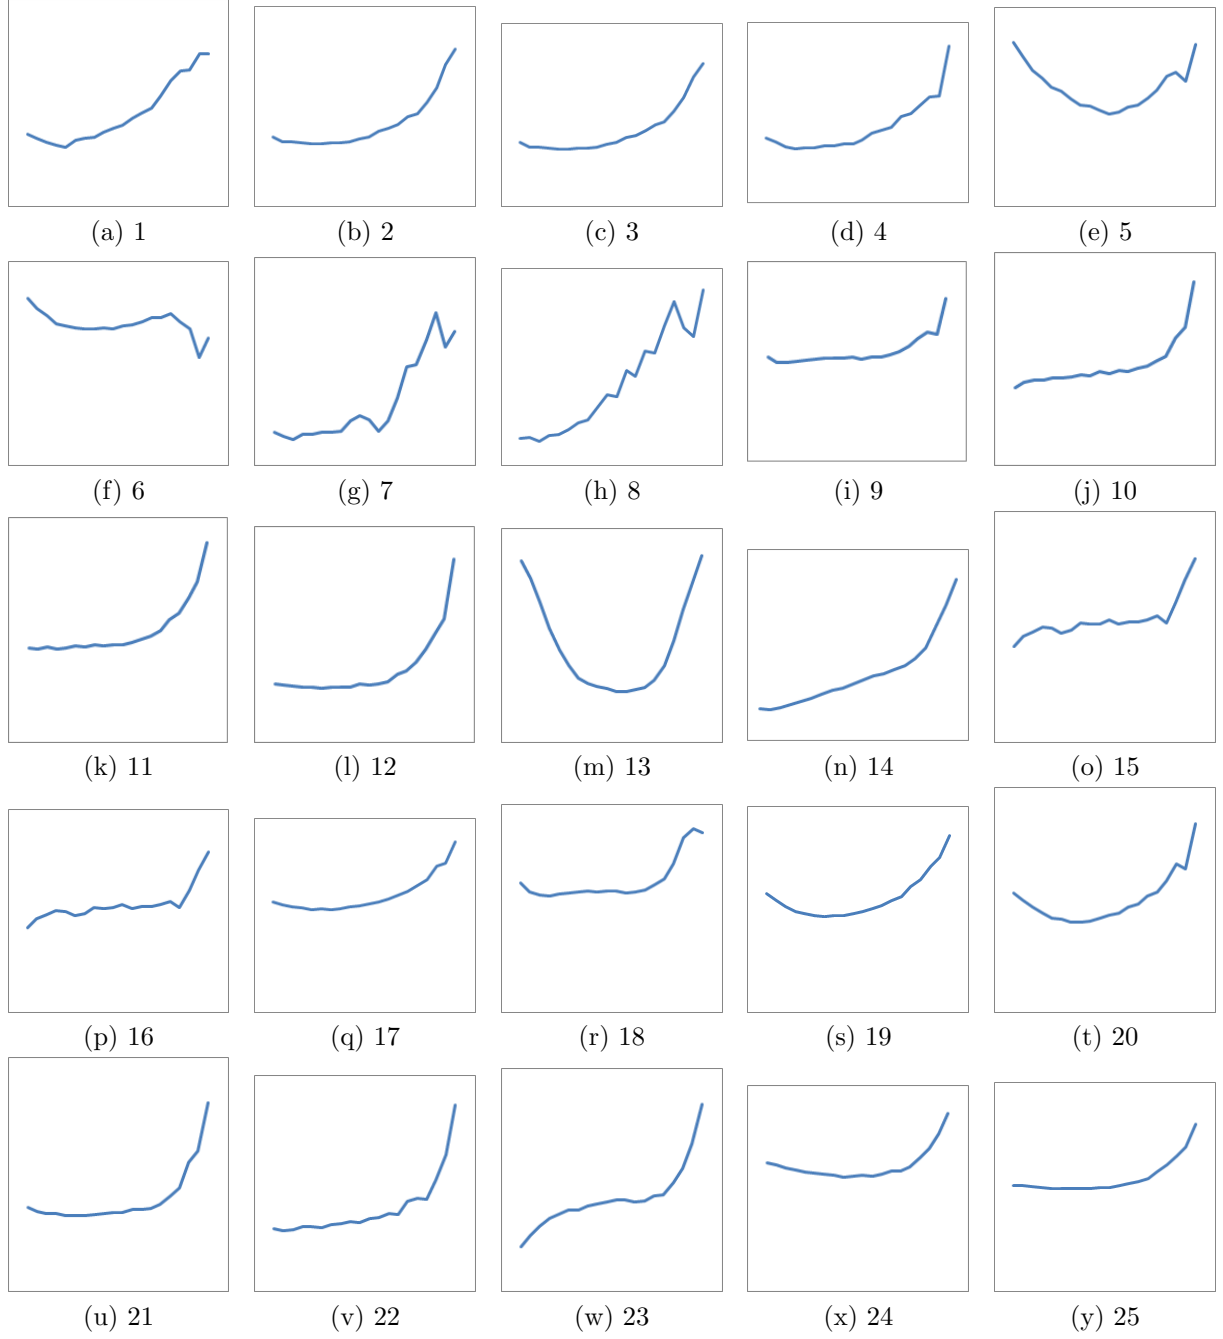 (a) 1 (b) 2 (c) 3 (d) 4 (e) 5
(f) 6 (g) 7 (h) 8 (i) 9 (j) 10
(k) 11 (l) 12 (m) 13 (n) 14 (o) 15
(p) 16 (q) 17 (r) 18 (s) 19 (t) 20
(u) 21 (v) 22 (w) 23 (x) 24 (y) 25